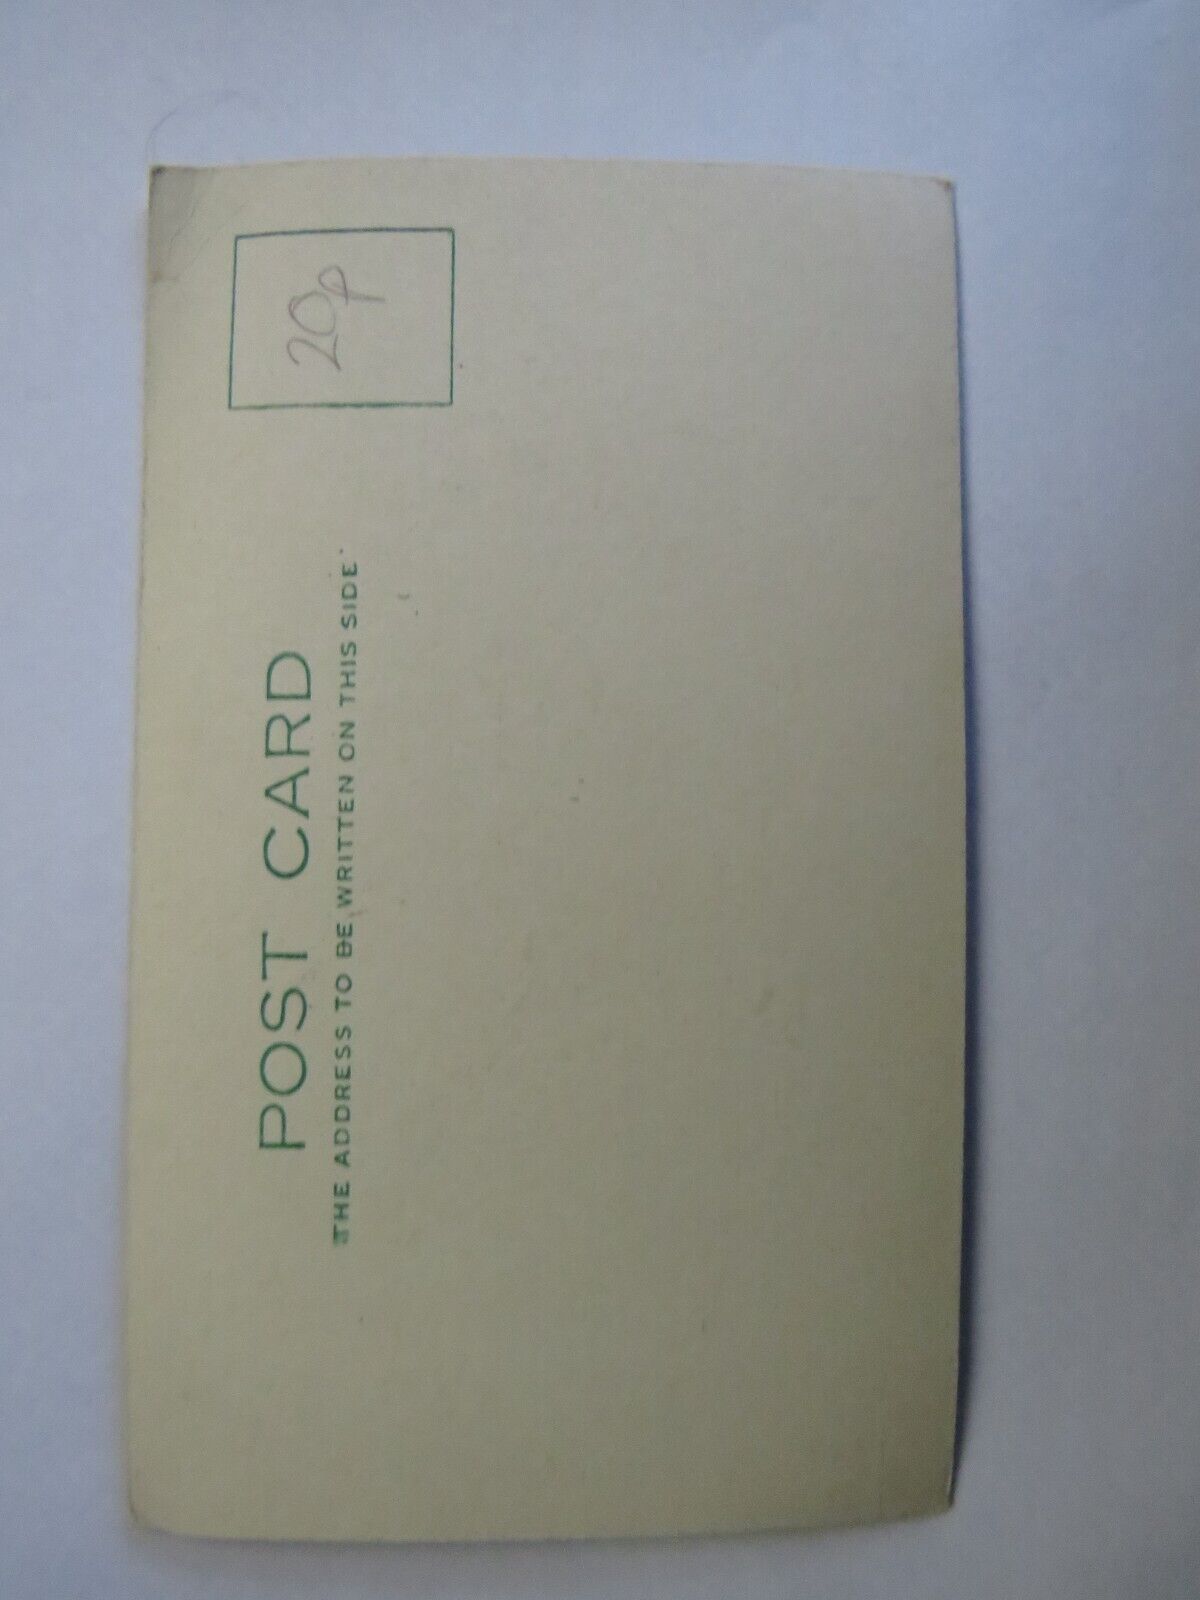 20p
POST CARD
THE ADDRESS TO BE WRITTEN ON THIS SIDE.